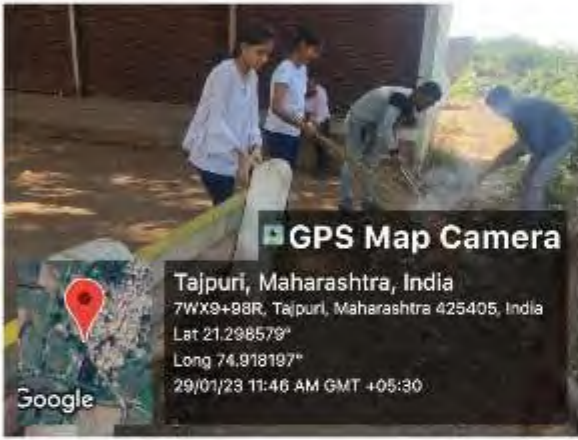 GPS Map Camera
Tajpuri, Maharashtra, India
7WX9+98R, Tajpuri, Maharashtra 425405, India
Lat 21.298579°
Long 74.918197°
29/01/23 11:46 AM GMT +05:30
Google